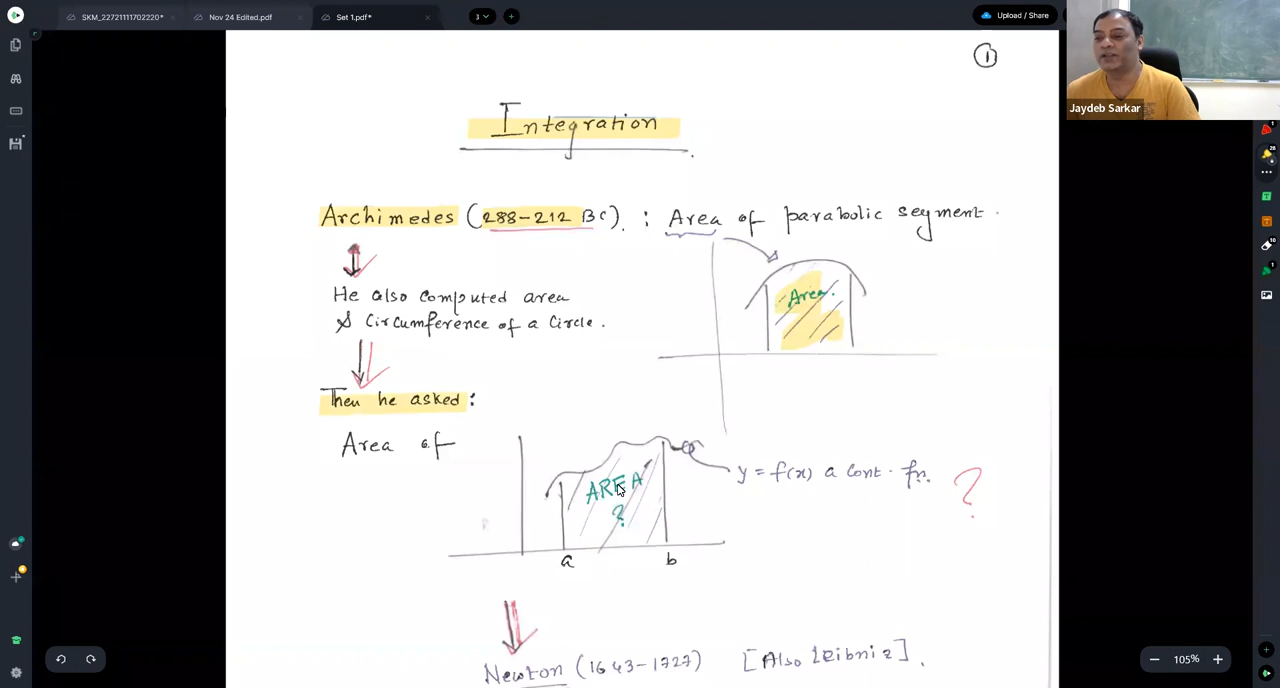 SKM_22721111702220*
Nov 24 Edited.pdf
Set 1.pdf*
Upload / Share
1
Integration
Jaydeb Sarkar
Archimedes (288-212 BC). : Area of parabolic segment.
Area.
He also computed area
& Circumference of a Circle.
Then he asked:
Area of
AREA
?
y = f(x) a cont. fn.
?
a
b
Newton (1643-1727) [Also Leibniz].
105%